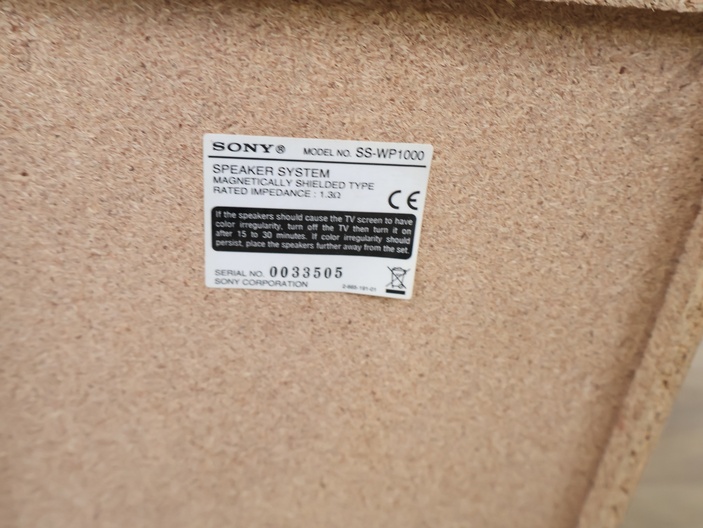 SONY® MODEL NO. SS-WP1000
SPEAKER SYSTEM
MAGNETICALLY SHIELDED TYPE
RATED IMPEDANCE : 1.3Ω
CE
If the speakers should cause the TV screen to have
color irregularity, turn off the TV then turn it on
after 15 to 30 minutes. If color irregularity should
persist, place the speakers further away from the set.
SERIAL NO. 0033505
SONY CORPORATION